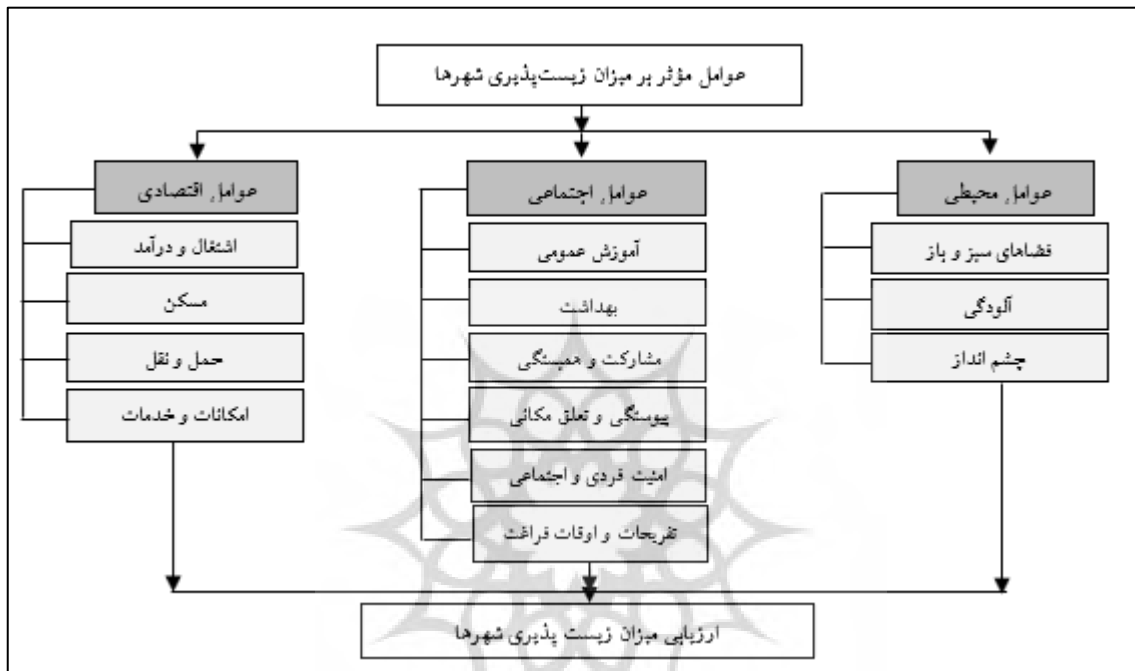 عوامل مؤثر بر میزان زیست‌پذیری شهرها
عوامل محیطی
فضاهای سبز و باز
آلودگی
چشم انداز
عوامل اجتماعی
آموزش عمومی
بهداشت
مشارکت و همبستگی
پیوستگی و تعلق مکانی
امنیت فردی و اجتماعی
تفریحات و اوقات فراغت
عوامل اقتصادی
اشتغال و درآمد
مسکن
حمل و نقل
امکانات و خدمات
ارزیابی میزان زیست پذیری شهرها